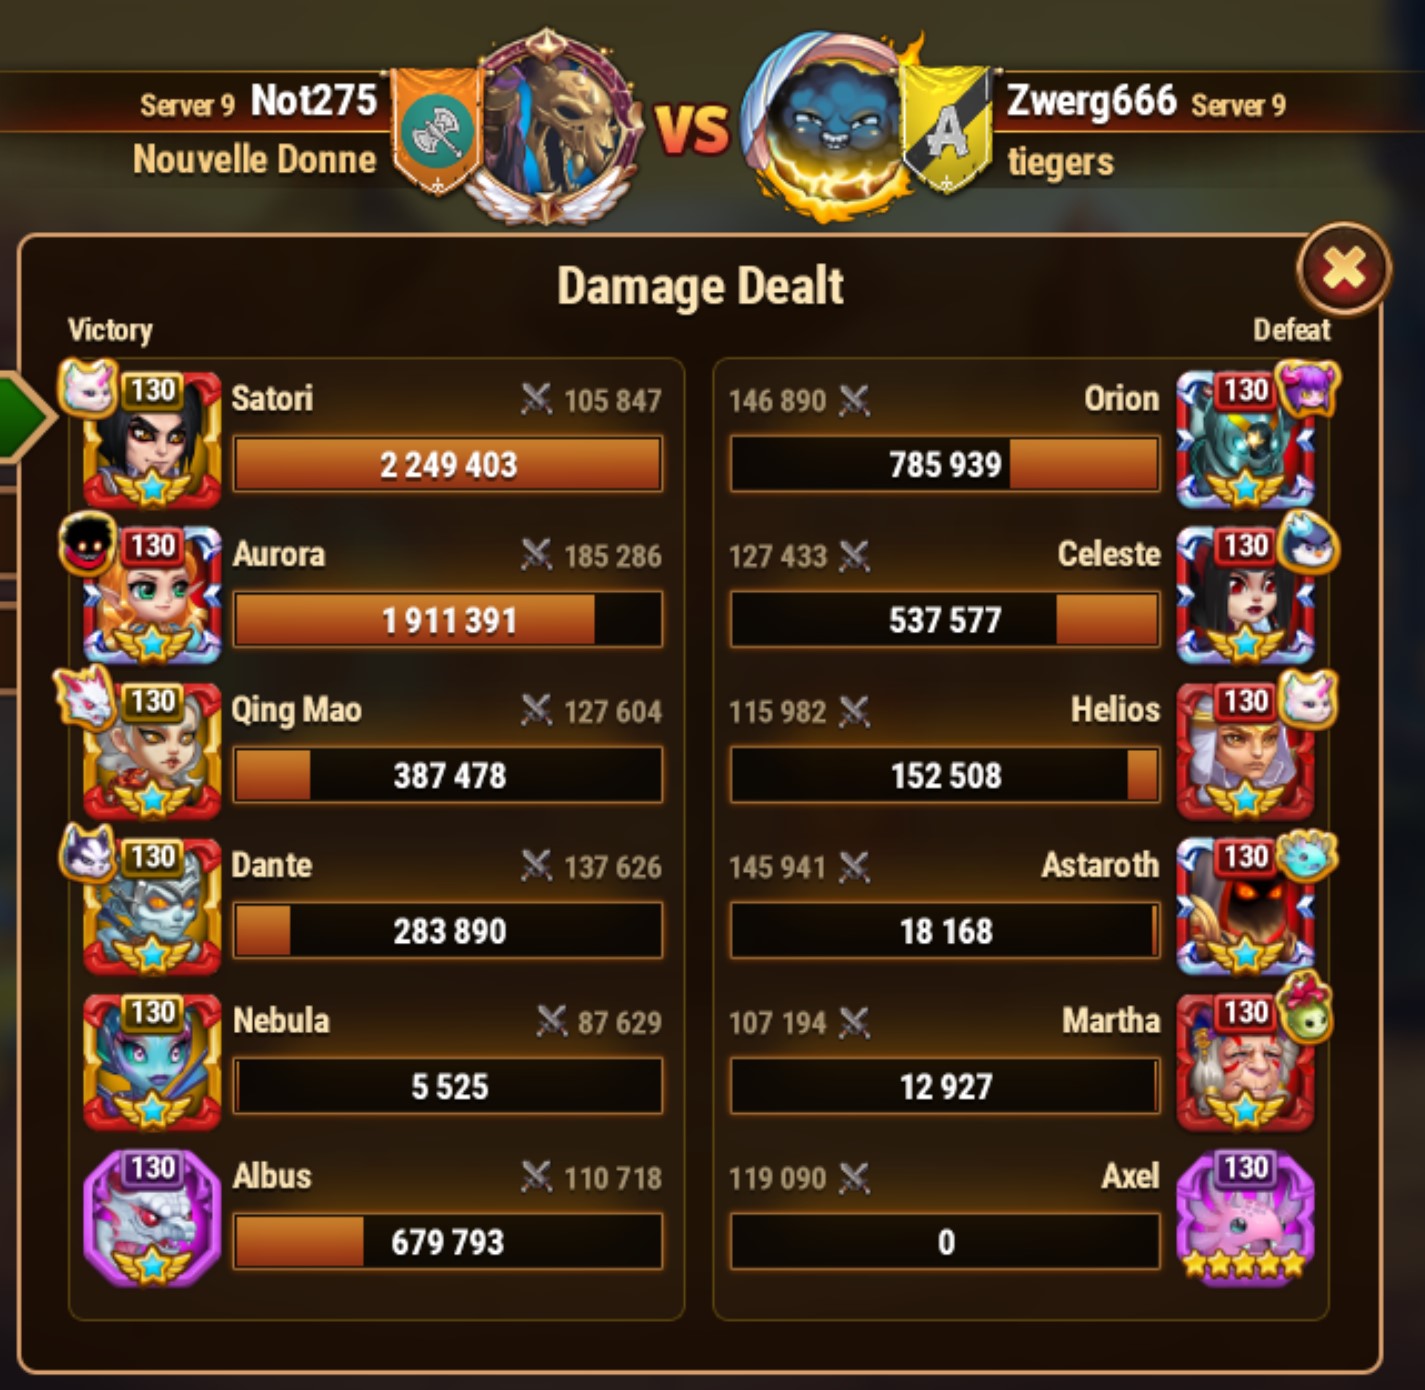 Server 9 Not275
Nouvelle Donne
VS
Zwerg666 Server 9
A
tiegers
Damage Dealt
Victory
Defeat
130 Satori 105 847
2 249 403
146 890 Orion 130
785 939
130 Aurora 185 286
1 911 391
127 433 Celeste 130
537 577
130 Qing Mao 127 604
387 478
115 982 Helios 130
152 508
130 Dante 137 626
283 890
145 941 Astaroth 130
18 168
130 Nebula 87 629
5 525
107 194 Martha 130
12 927
130 Albus 110 718
679 793
119 090 Axel 130
0